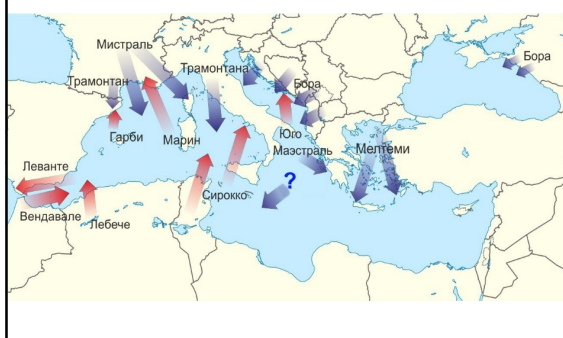 Мистраль
Бора
Трамонтан
Трамонтана
Бора
Гарби
Марин
Юго
Маэстраль
Мелтеми
Леванте
?
Вендавале
Лебече
Сирокко